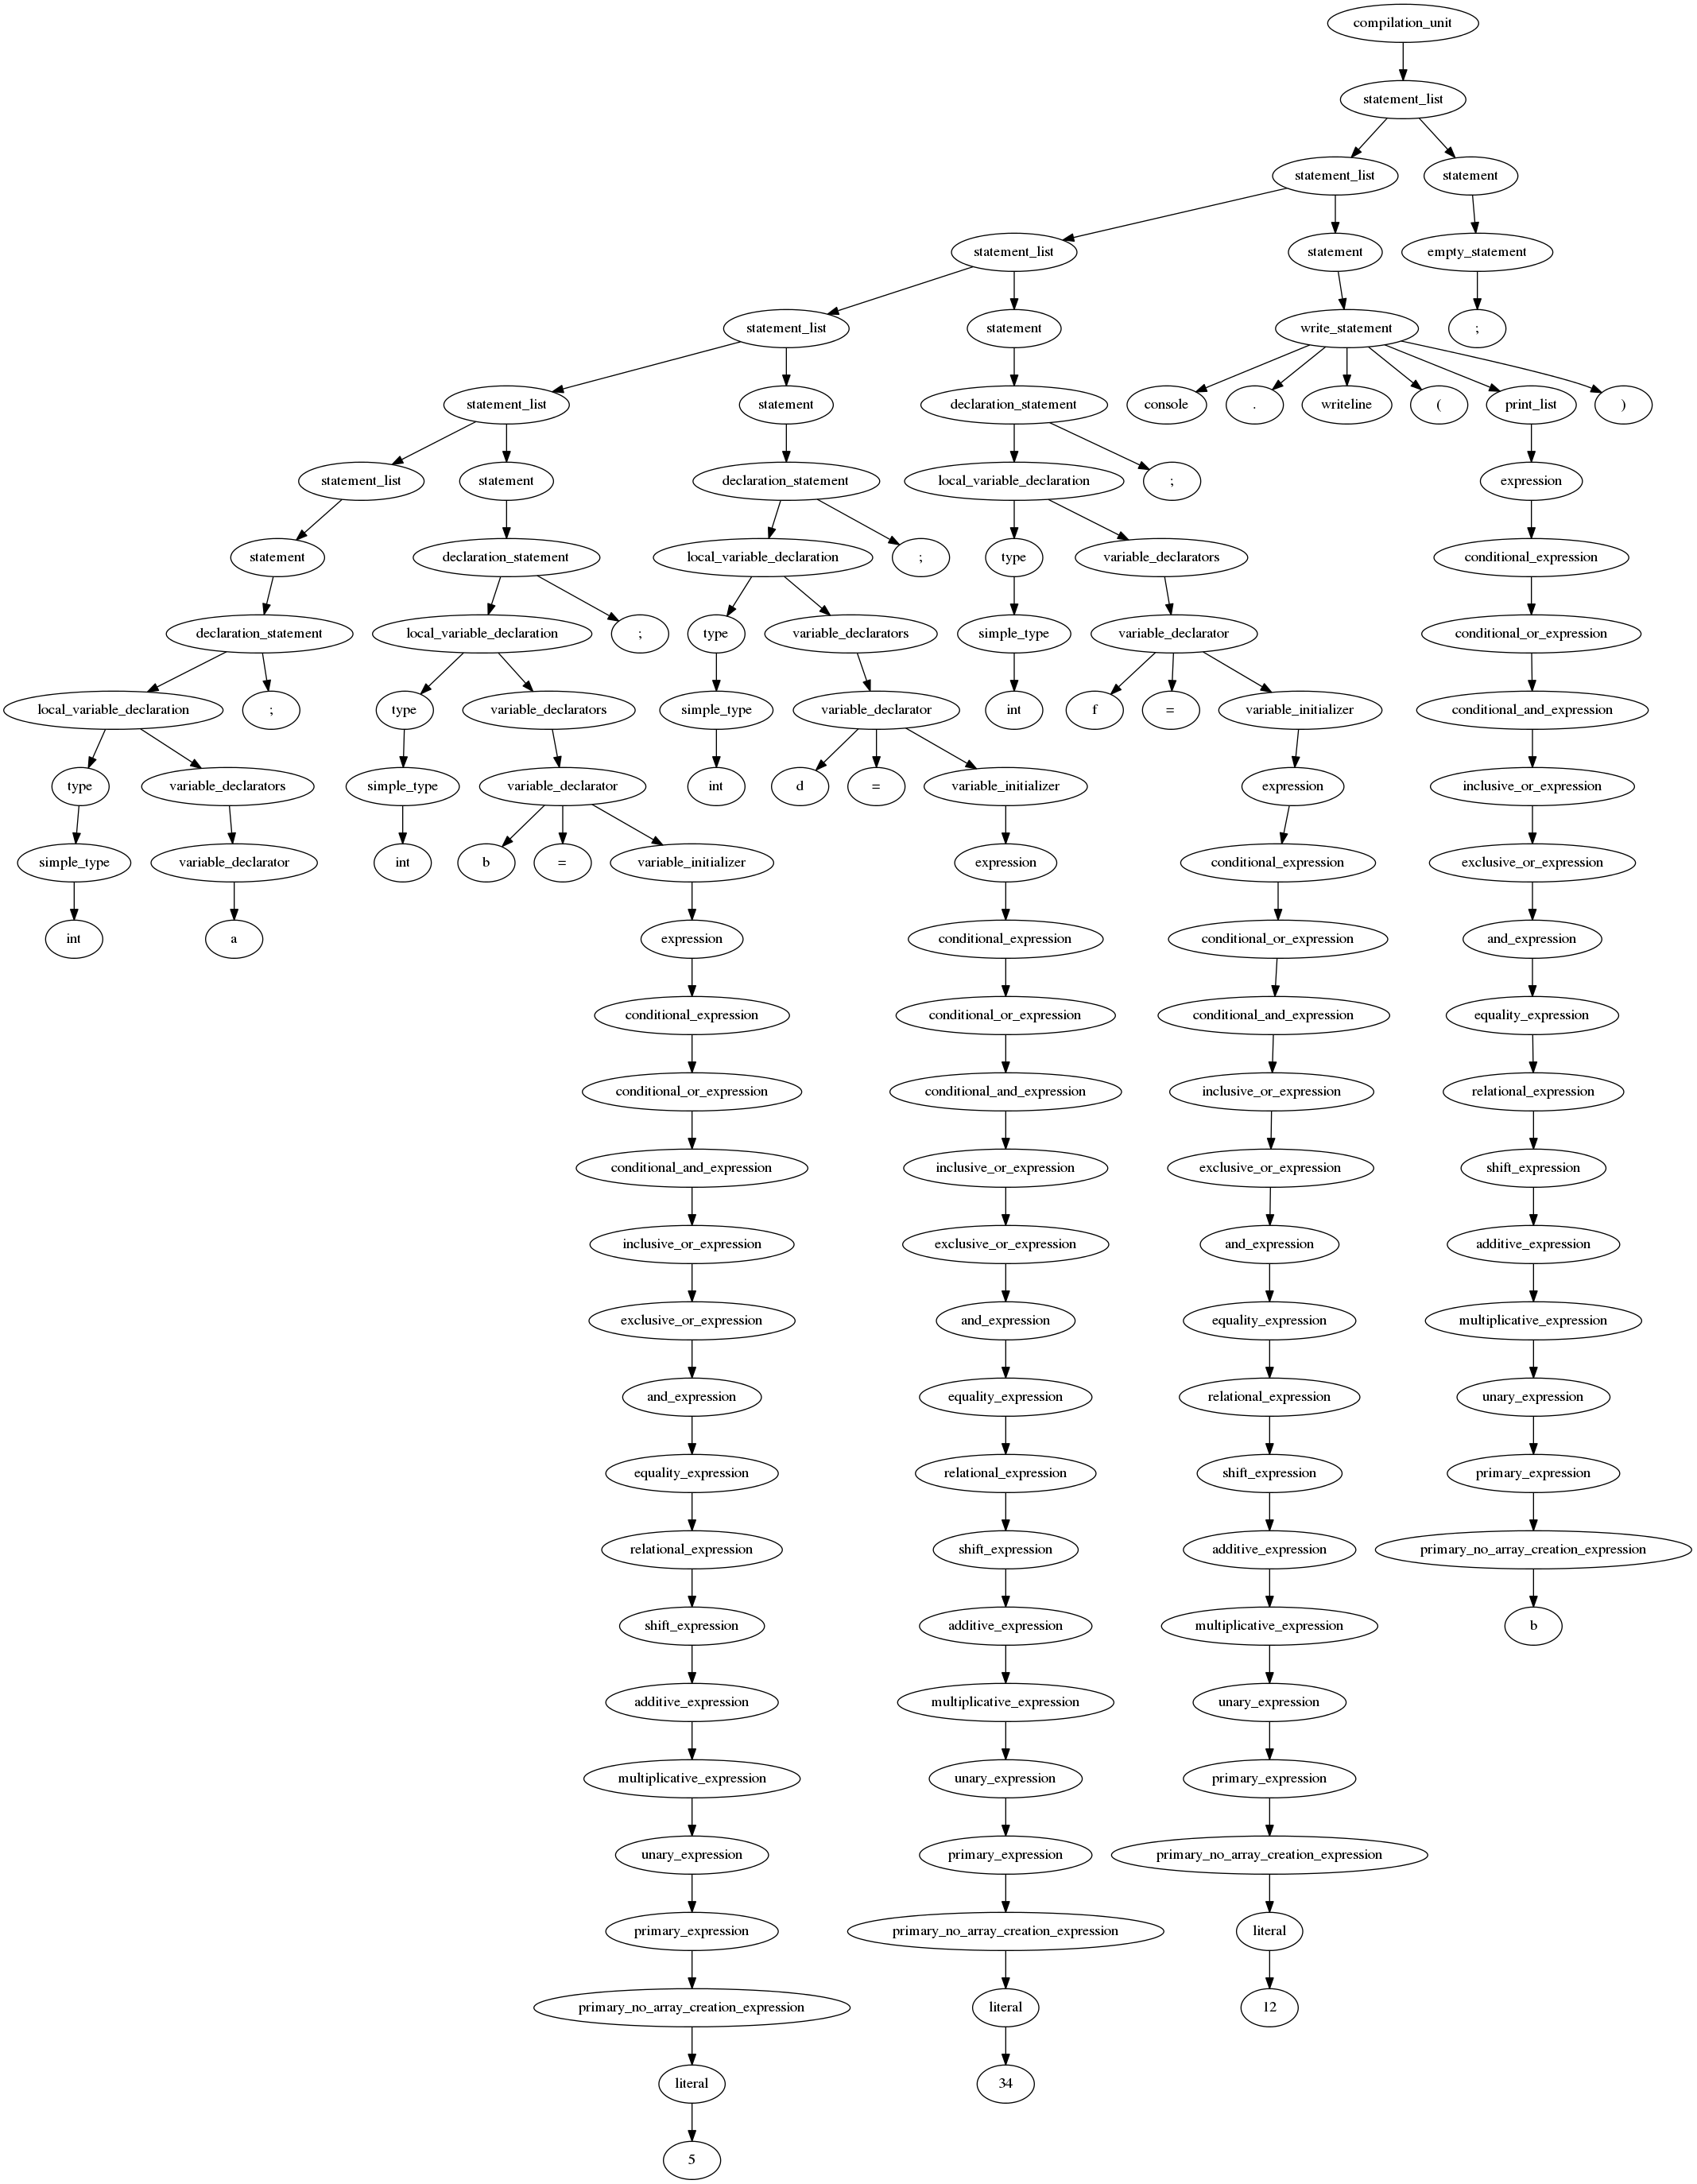 compilation_unit
statement_list
statement_list statement
statement_list statement empty_statement
statement_list statement write_statement ;
statement_list statement declaration_statement console . writeline ( print_list )
statement_list statement declaration_statement local_variable_declaration ; expression
statement declaration_statement local_variable_declaration ; type variable_declarators conditional_expression
declaration_statement local_variable_declaration ; type variable_declarators simple_type variable_declarator conditional_or_expression
local_variable_declaration ; type variable_declarators simple_type variable_declarator int f = variable_initializer conditional_and_expression
type variable_declarators simple_type variable_declarator int d = variable_initializer expression inclusive_or_expression
simple_type variable_declarator int b = variable_initializer expression conditional_expression exclusive_or_expression
int a expression conditional_expression conditional_or_expression and_expression
conditional_expression conditional_or_expression conditional_and_expression equality_expression
conditional_or_expression conditional_and_expression inclusive_or_expression relational_expression
conditional_and_expression inclusive_or_expression exclusive_or_expression shift_expression
inclusive_or_expression exclusive_or_expression and_expression additive_expression
exclusive_or_expression and_expression equality_expression multiplicative_expression
and_expression equality_expression relational_expression unary_expression
equality_expression relational_expression shift_expression primary_expression
relational_expression shift_expression additive_expression primary_no_array_creation_expression
shift_expression additive_expression multiplicative_expression b
additive_expression multiplicative_expression unary_expression
multiplicative_expression unary_expression primary_expression
unary_expression primary_expression primary_no_array_creation_expression
primary_expression primary_no_array_creation_expression literal
primary_no_array_creation_expression literal 12
literal 34
5